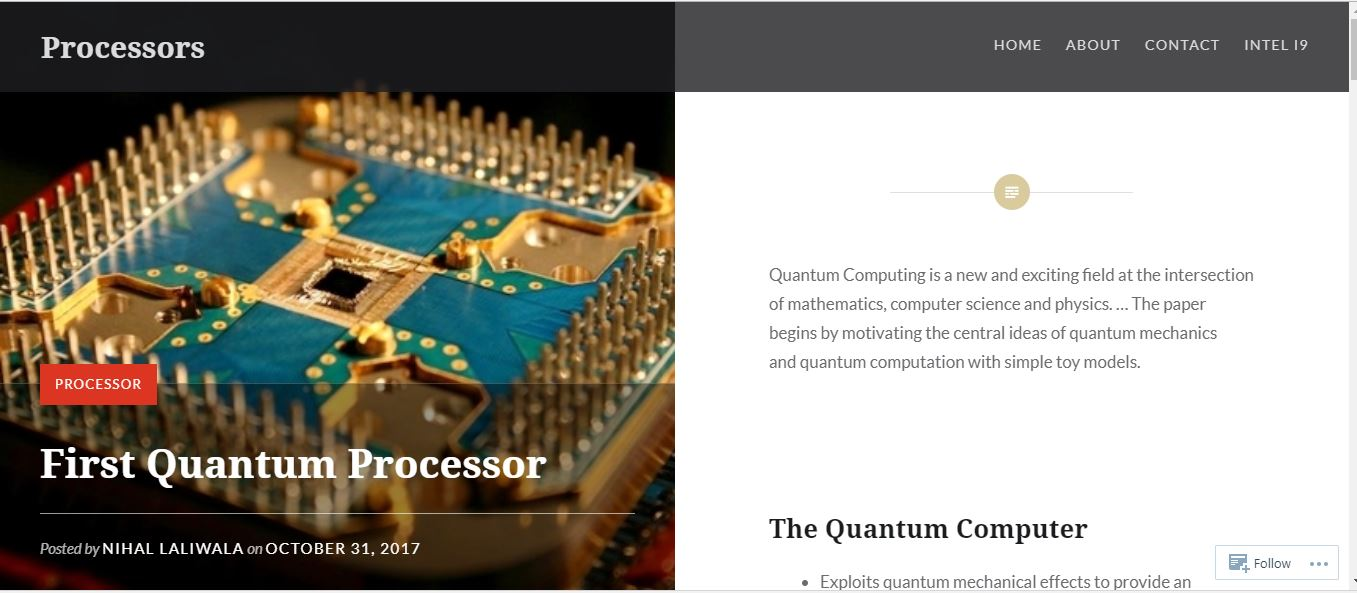 Processors
HOME ABOUT CONTACT INTEL I9
PROCESSOR
First Quantum Processor
Posted by NIHAL LALIWALA on OCTOBER 31, 2017
Quantum Computing is a new and exciting field at the intersection
of mathematics, computer science and physics. … The paper
begins by motivating the central ideas of quantum mechanics
and quantum computation with simple toy models.
The Quantum Computer
• Exploits quantum mechanical effects to provide an
Follow